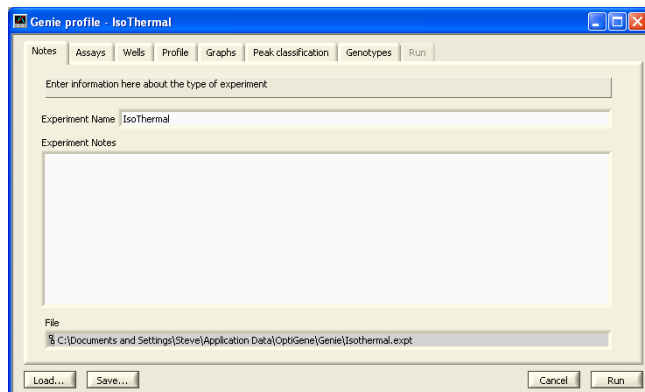 Genie profile - IsoThermal
Notes Assays Wells Profile Graphs Peak classification Genotypes Run
Enter information here about the type of experiment
Experiment Name IsoThermal
Experiment Notes
File
C:\Documents and Settings\Steve\Application Data\OptiGene\Genie\Isothermal.expt
Load... Save... Cancel Run